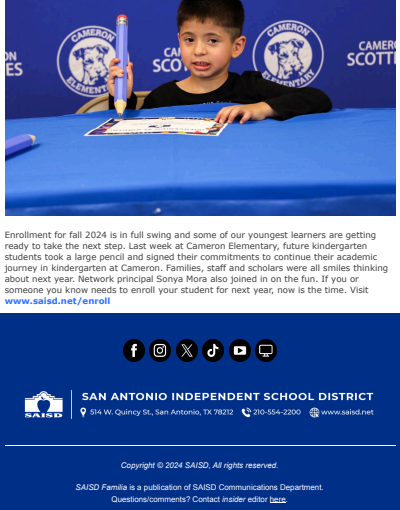 CAMERON
ELEMENTARY
CA
SCO
CAMERON
ELEMENTARY
CAMER
SCOTT
ES
Enrollment for fall 2024 is in full swing and some of our youngest learners are getting
ready to take the next step. Last week at Cameron Elementary, future kindergarten
students took a large pencil and signed their commitments to continue their academic
journey in kindergarten at Cameron. Families, staff and scholars were all smiles thinking
about next year. Network principal Sonya Mora also joined in on the fun. If you or
someone you know needs to enroll your student for next year, now is the time. Visit
www.saisd.net/enroll
SAISD
SAN ANTONIO INDEPENDENT SCHOOL DISTRICT
514 W. Quincy St., San Antonio, TX 78212 210-554-2200 www.saisd.net
Copyright © 2024 SAISD, All rights reserved.
SAISD Familia is a publication of SAISD Communications Department.
Questions/comments? Contact insider editor here.